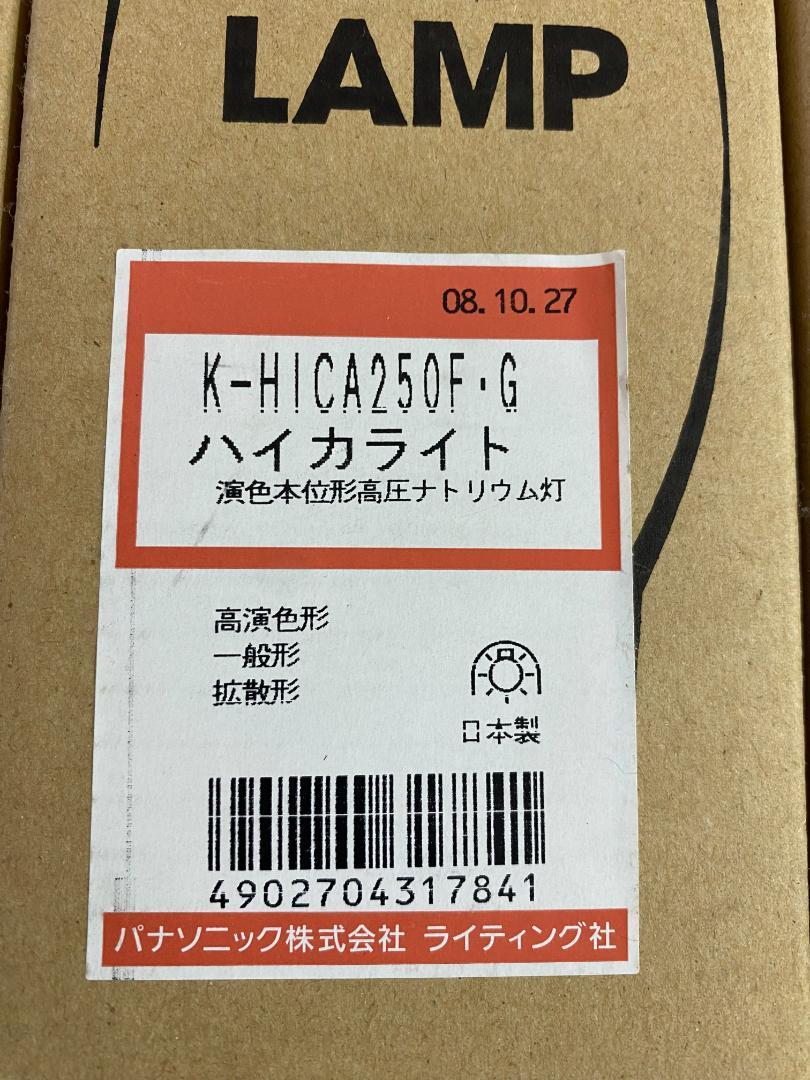 LAMP
08.10.27
K-HICA250F・G
ハイカライト
演色本位形高圧ナトリウム灯
高演色形
一般形
拡散形
日本製
4902704317841
パナソニック株式会社 ライティング社